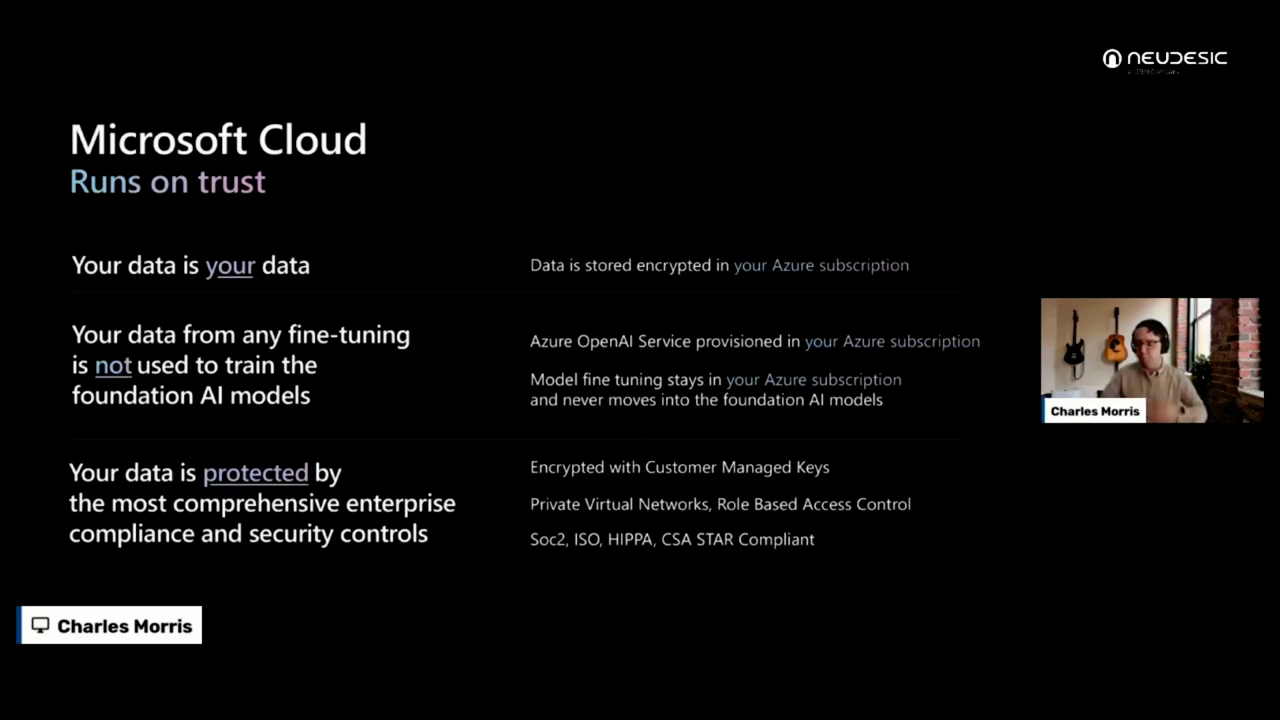 NEUDESIC
an IBM Company
Microsoft Cloud
Runs on trust
Your data is your data
Data is stored encrypted in your Azure subscription
Your data from any fine-tuning
is not used to train the
foundation AI models
Azure OpenAI Service provisioned in your Azure subscription
Model fine tuning stays in your Azure subscription
and never moves into the foundation AI models
Your data is protected by
the most comprehensive enterprise
compliance and security controls
Encrypted with Customer Managed Keys
Private Virtual Networks, Role Based Access Control
Soc2, ISO, HIPPA, CSA STAR Compliant
Charles Morris
Charles Morris